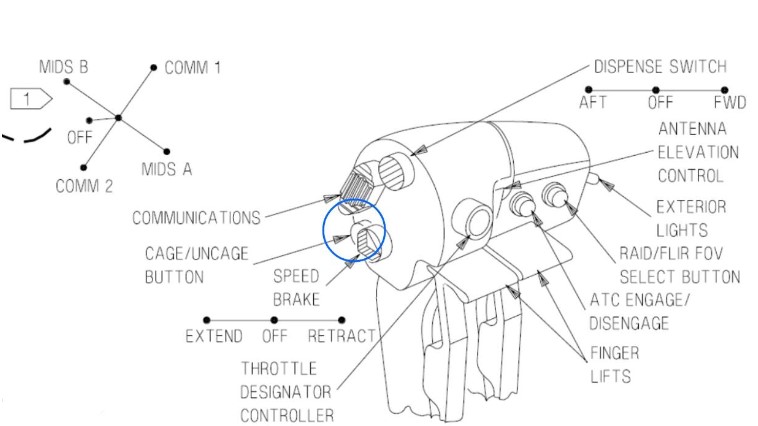 MIDS B
COMM 1
1
OFF
MIDS A
COMM 2
DISPENSE SWITCH
AFT OFF FWD
ANTENNA
ELEVATION
CONTROL
COMMUNICATIONS
EXTERIOR
LIGHTS
CAGE/UNCAGE
BUTTON
RAID/FLIR FOV
SELECT BUTTON
SPEED
BRAKE
ATC ENGAGE/
DISENGAGE
EXTEND OFF RETRACT
FINGER
LIFTS
THROTTLE
DESIGNATOR
CONTROLLER